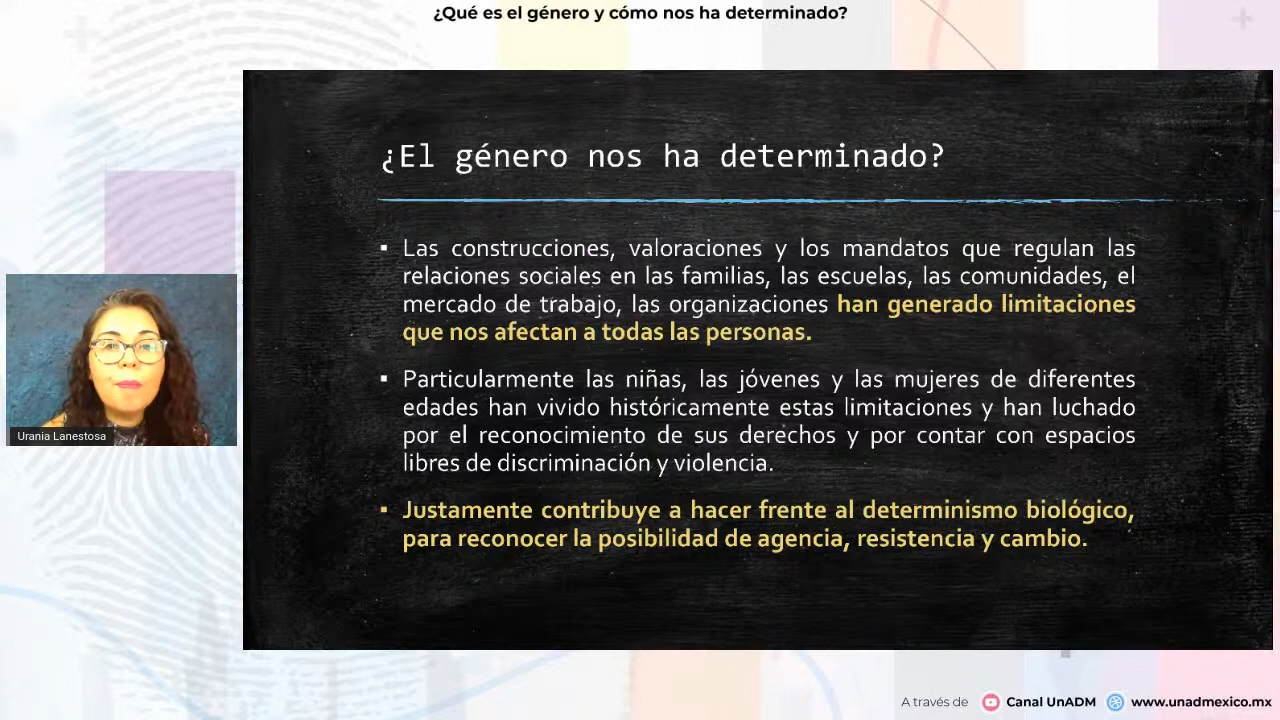 ¿Qué es el género y cómo nos ha determinado?
¿El género nos ha determinado?
▪ Las construcciones, valoraciones y los mandatos que regulan las
relaciones sociales en las familias, las escuelas, las comunidades, el
mercado de trabajo, las organizaciones han generado limitaciones
que nos afectan a todas las personas.
▪ Particularmente las niñas, las jóvenes y las mujeres de diferentes
edades han vivido históricamente estas limitaciones y han luchado
por el reconocimiento de sus derechos y por contar con espacios
libres de discriminación y violencia.
▪ Justamente contribuye a hacer frente al determinismo biológico,
para reconocer la posibilidad de agencia, resistencia y cambio.
Urania Lanestosa
A través de Canal UnADM www.unadmexico.mx